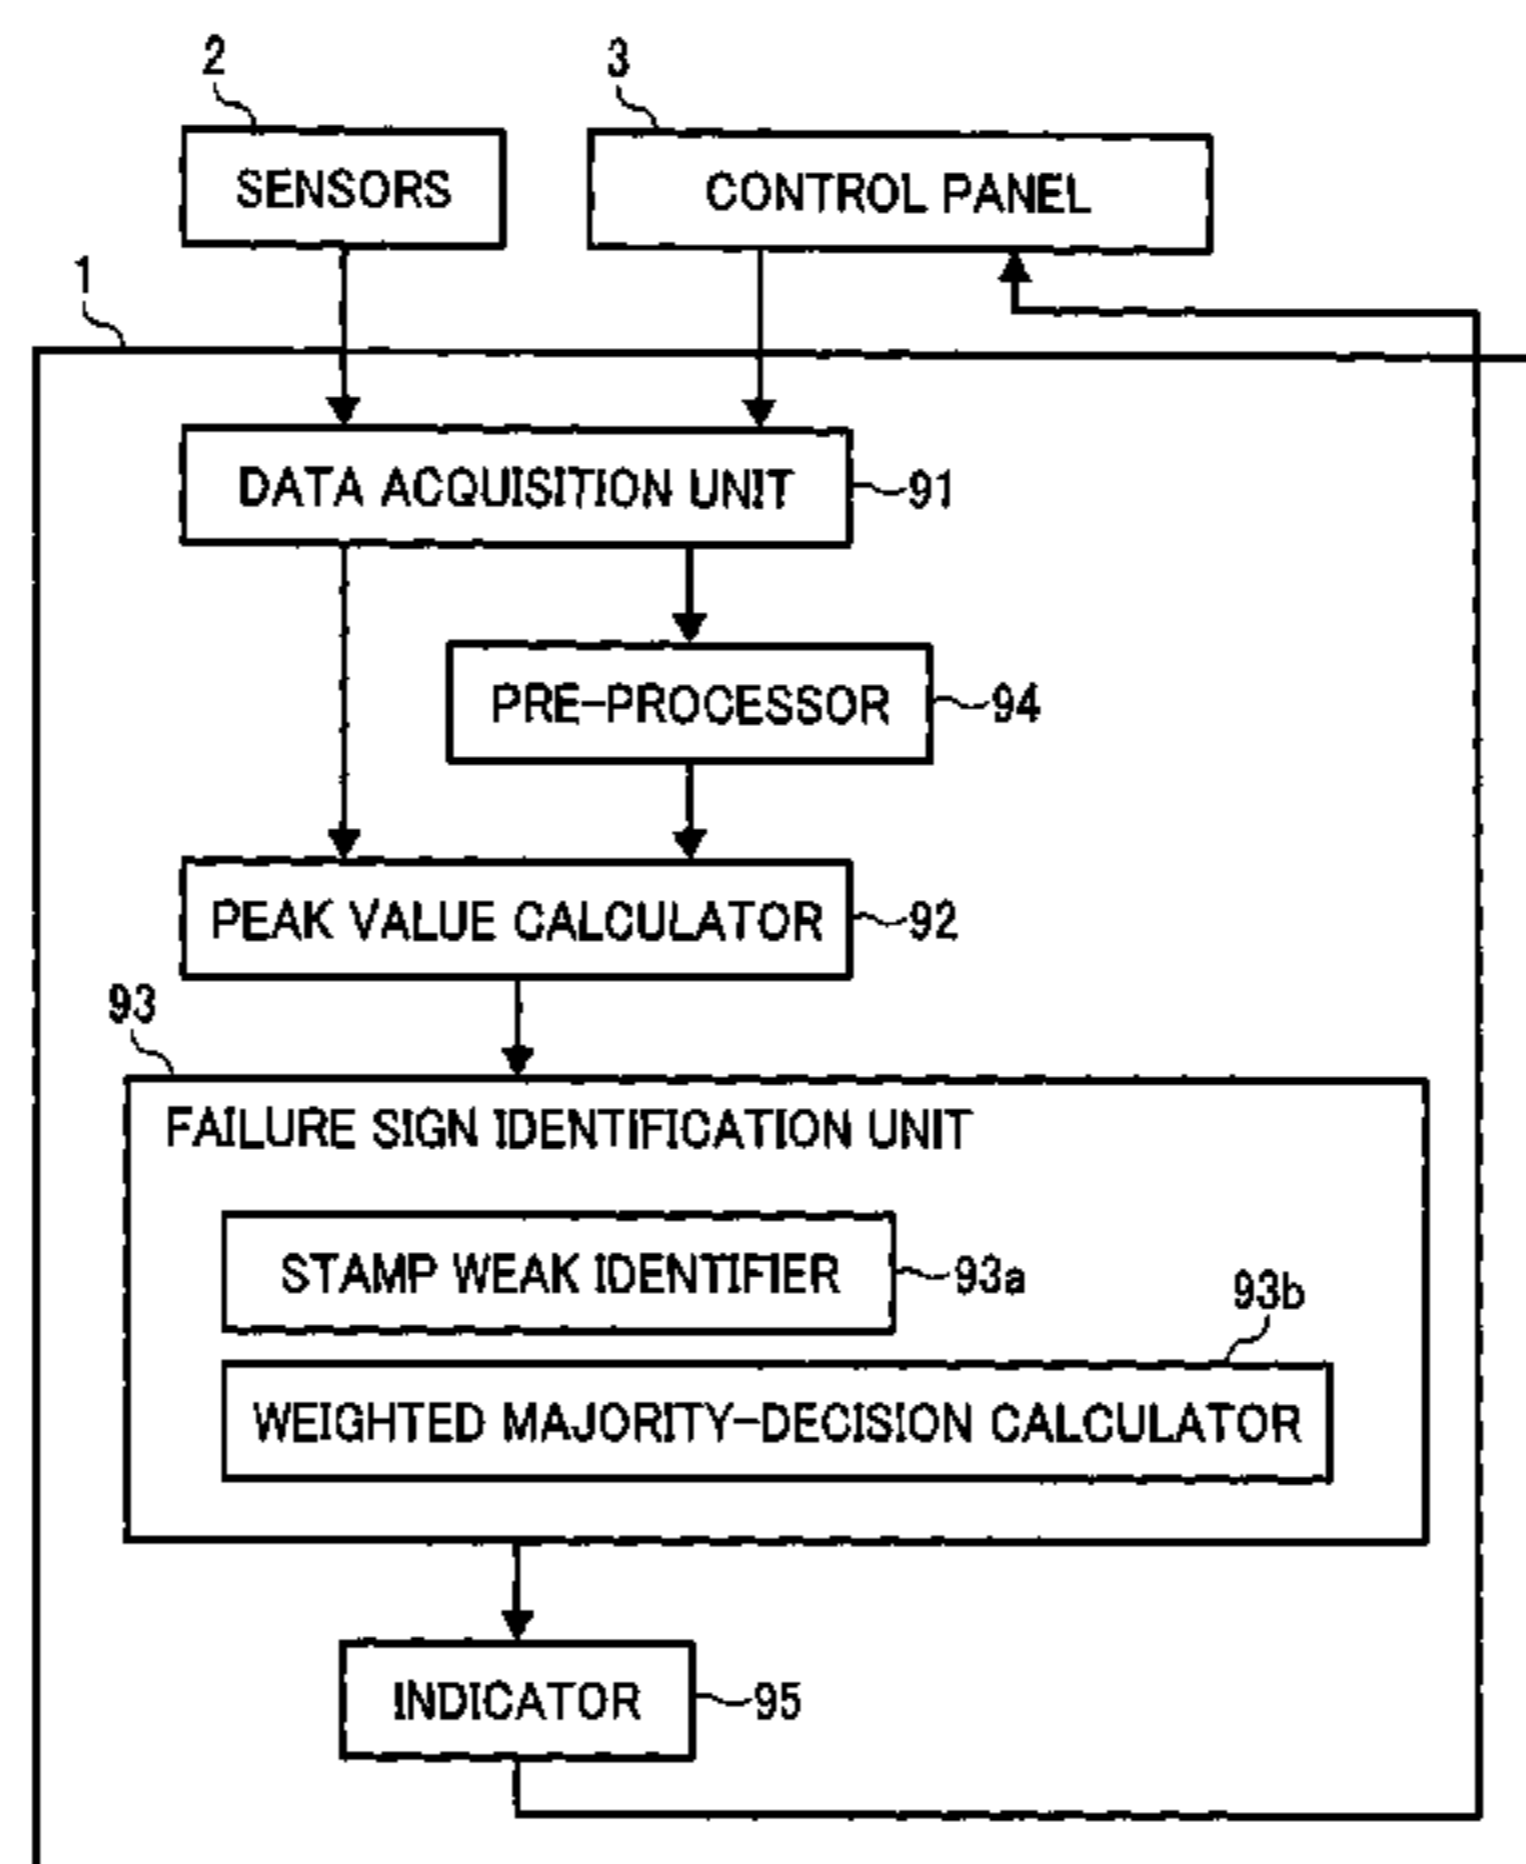 2
3
SENSORS
CONTROL PANEL
1
DATA ACQUISITION UNIT
91
PRE-PROCESSOR
94
PEAK VALUE CALCULATOR
92
93
FAILURE SIGN IDENTIFICATION UNIT
STAMP WEAK IDENTIFIER
93a
93b
WEIGHTED MAJORITY-DECISION CALCULATOR
INDICATOR
95